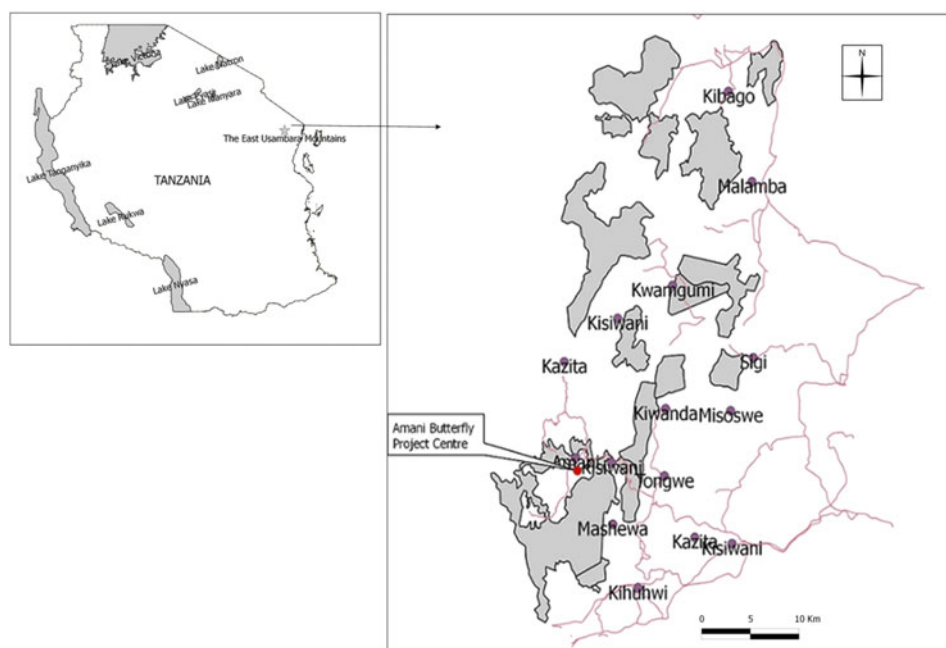 Lake Victoria
Lake Natron
Lake Manyara
The East Usambara Mountains
Lake Tanganyika
TANZANIA
Lake Rukwa
Lake Nyasa
N
Kibago
Malamba
Kwamgumi
Kisiwani
Sigi
Kazita
Kiwanda
Misoswe
Amani Butterfly
Project Centre
Amani
Kisiwani
Tongwe
Mashewa
Kazita
Kisiwani
Kihuhwi
0 5 10 Km